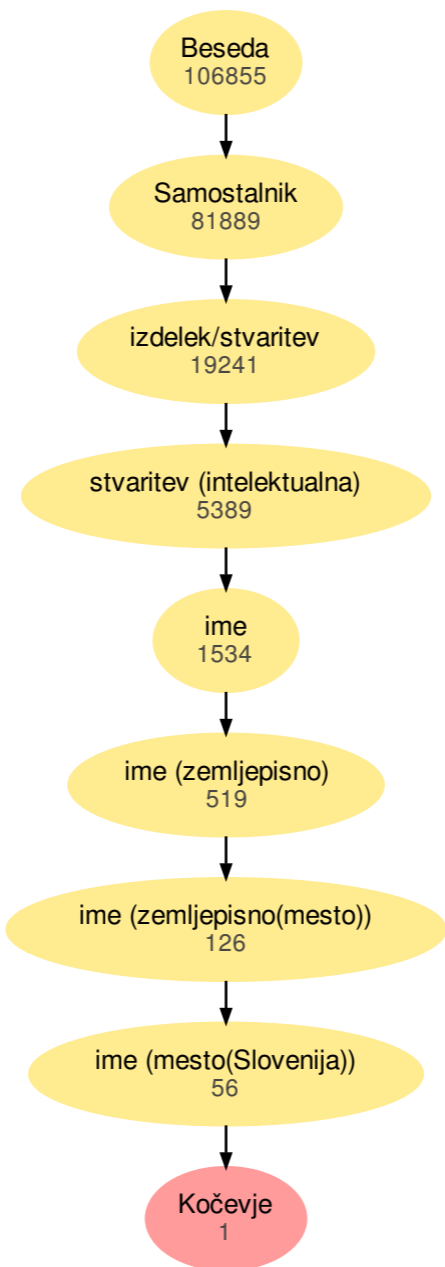 Beseda
106855
Samostalnik
81889
izdelek/stvaritev
19241
stvaritev (intelektualna)
5389
ime
1534
ime (zemljepisno)
519
ime (zemljepisno(mesto))
126
ime (mesto(Slovenija))
56
Kočevje
1